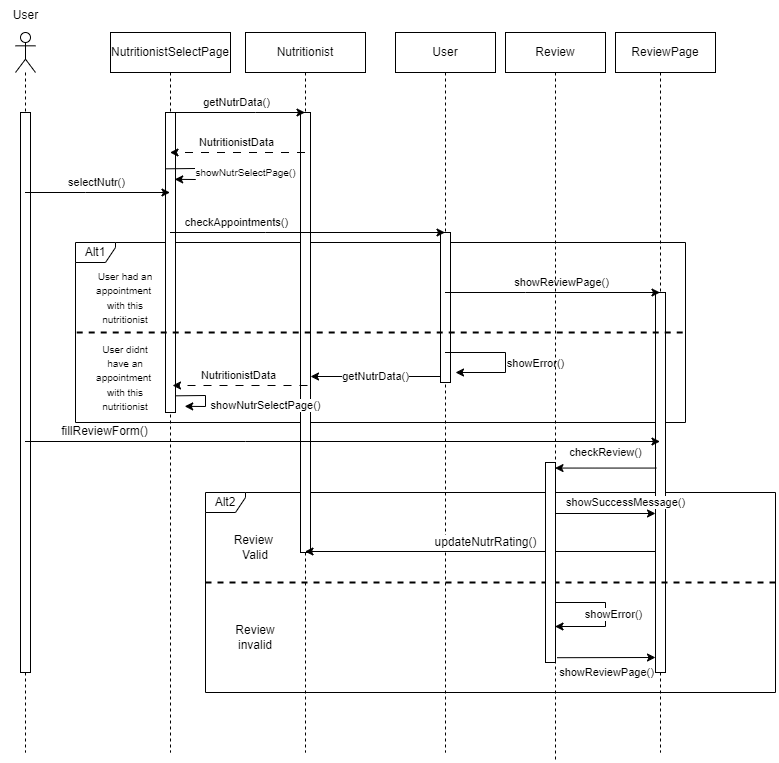 User
NutritionistSelectPage
Nutritionist
User
Review
ReviewPage
getNutrData()
NutritionistData
showNutrSelectPage()
selectNutr()
checkAppointments()
Alt1
User had an
appointment
with this
nutritionist
showReviewPage()
User didnt
have an
appointment
with this
nutritionist
showError()
NutritionistData
getNutrData()
showNutrSelectPage()
fillReviewForm()
checkReview()
Alt2
showSuccessMessage()
Review
Valid
updateNutrRating()
Review
invalid
showError()
showReviewPage()